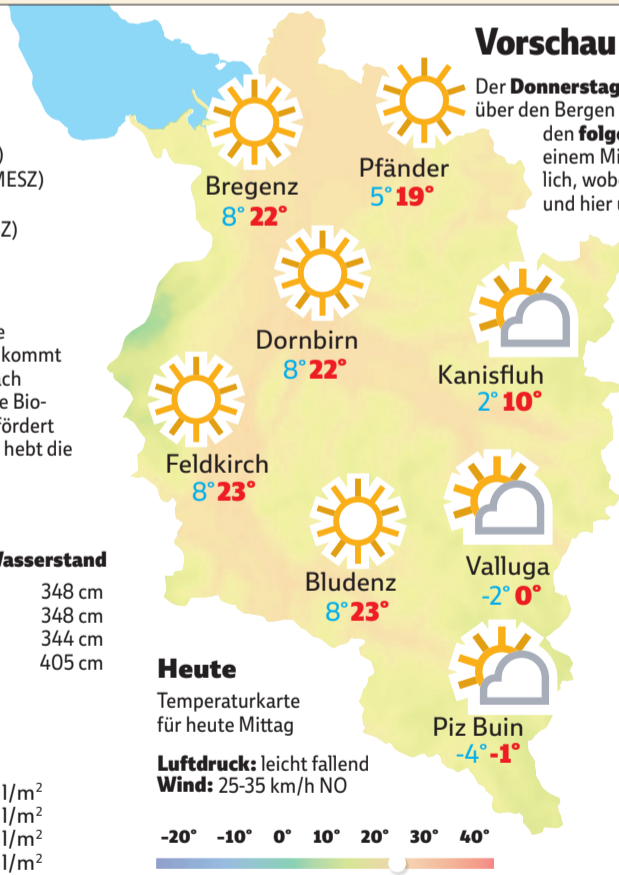 Vorschau
Der Donnerstag
über den Bergen
den folge
einem Mi
lich, wob
und hier
)
MESZ)
Z)
e
kommt
ch
e Bio-
fördert
hebt die
Bregenz
8° 22°
Pfänder
5° 19°
Dornbirn
8° 22°
Kanisfluh
2° 10°
Feldkirch
8° 23°
Bludenz
8° 23°
Valluga
-2° 0°
Piz Buin
-4° -1°
Wasserstand
348 cm
348 cm
344 cm
405 cm
l/m²
l/m²
l/m²
l/m²
Heute
Temperaturkarte
für heute Mittag
Luftdruck: leicht fallend
Wind: 25-35 km/h NO
-20° -10° 0° 10° 20° 30° 40°